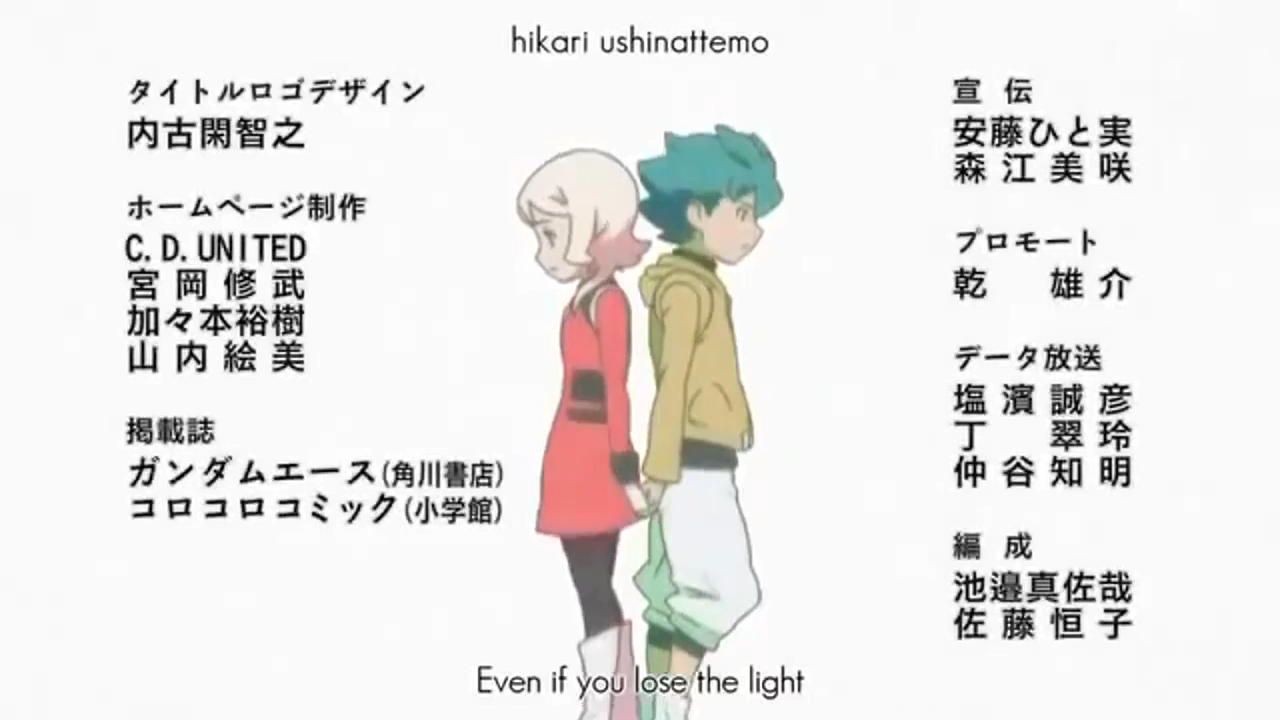 hikari ushinattemo
タイトルロゴデザイン
内古閑智之
ホームページ制作
C.D.UNITED
宮岡修武
加々本裕樹
山内絵美
掲載誌
ガンダムエース(角川書店)
コロコロコミック(小学館)
宣伝
安藤ひと実
森江美咲
プロモート
乾 雄介
データ放送
塩濱誠彦
丁 翠玲
仲谷知明
編成
池邉真佐哉
佐藤恒子
Even if you lose the light